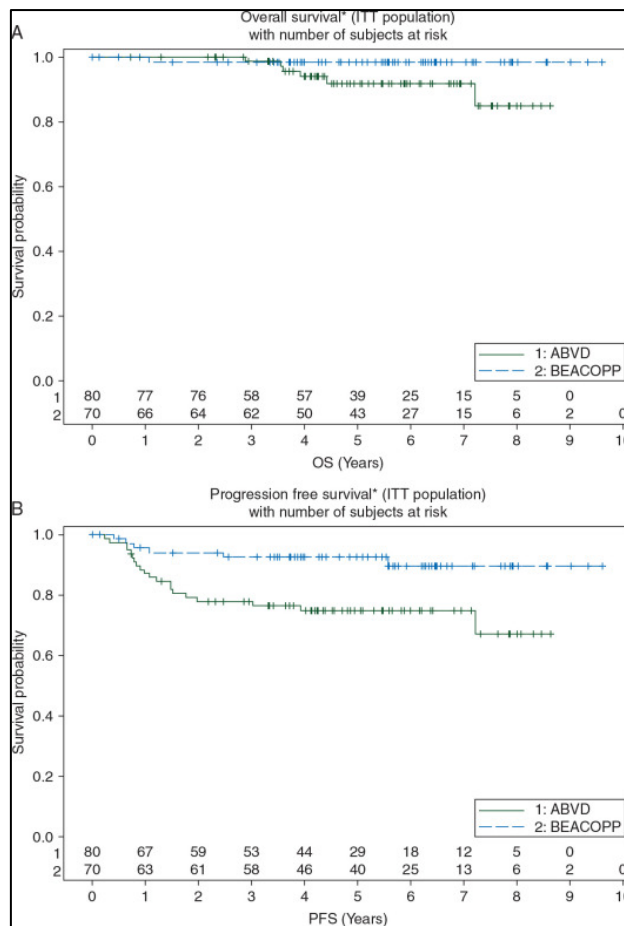 A
Overall survival* (ITT population)
with number of subjects at risk
Survival probability
1.0
0.8
0.6
0.4
0.2
0.0
1: ABVD
2: BEACOPP
1 80 77 76 58 57 39 25 15 5 0
2 70 66 64 62 50 43 27 15 6 2 0
0 1 2 3 4 5 6 7 8 9 10
OS (Years)
B
Progression free survival* (ITT population)
with number of subjects at risk
Survival probability
1.0
0.8
0.6
0.4
0.2
0.0
1: ABVD
2: BEACOPP
1 80 67 59 53 44 29 18 12 5 0
2 70 63 61 58 46 40 25 13 6 2 0
0 1 2 3 4 5 6 7 8 9 10
PFS (Years)